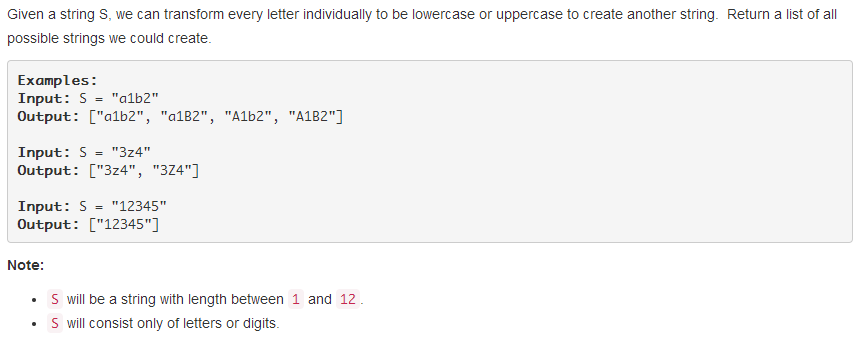 Given a string S, we can transform every letter individually to be lowercase or uppercase to create another string.  Return a list of all
possible strings we could create.
Examples:
Input: S = "a1b2"
Output: ["a1b2", "a1B2", "A1b2", "A1B2"]
Input: S = "3z4"
Output: ["3z4", "3Z4"]
Input: S = "12345"
Output: ["12345"]
Note:
• S will be a string with length between 1 and 12 .
• S will consist only of letters or digits.